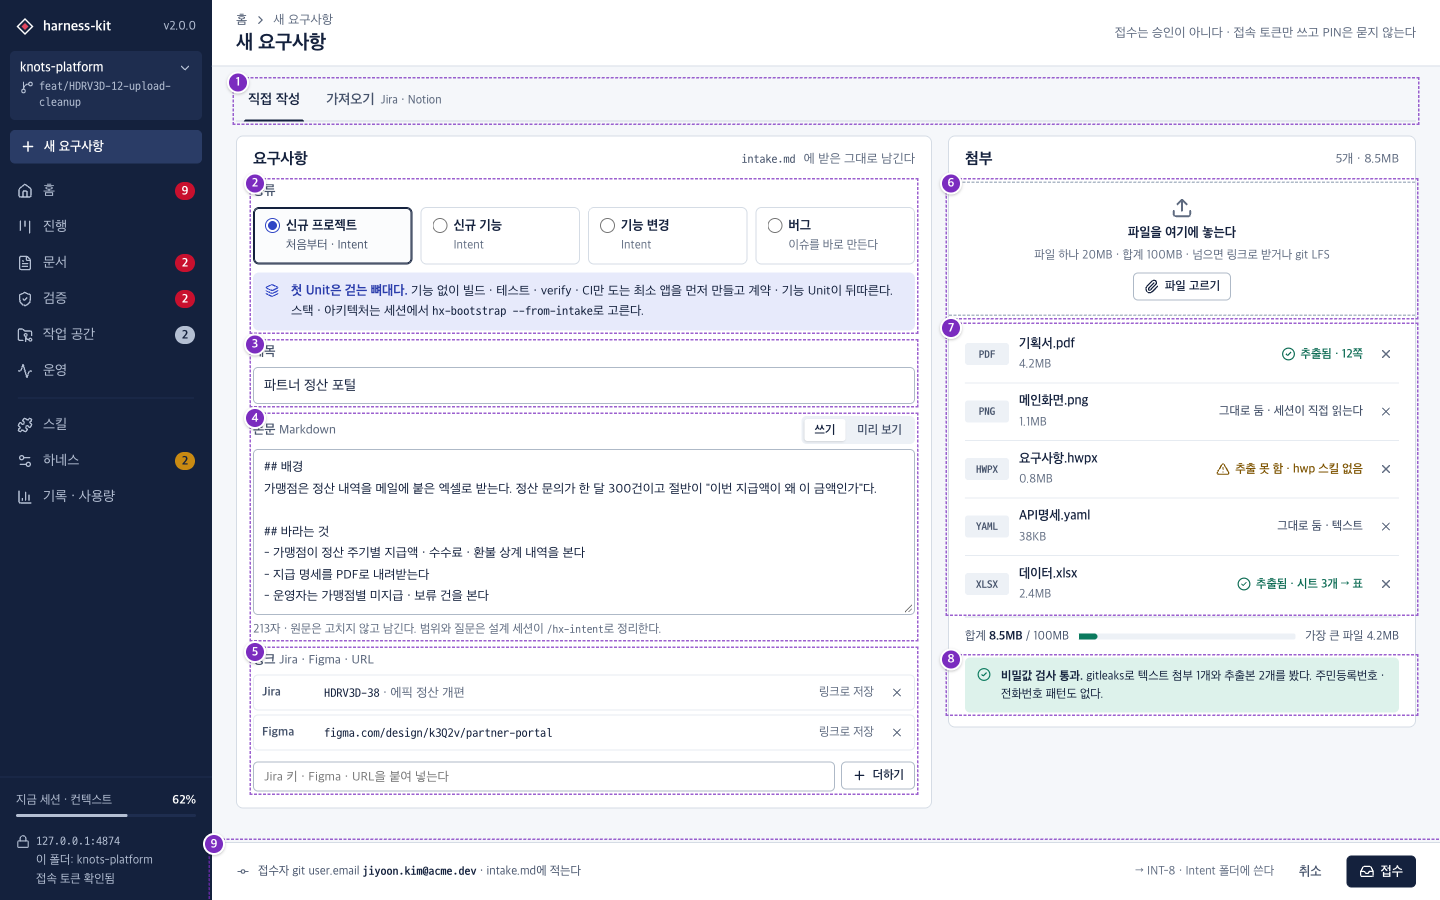 harness-kit v2.0.0
knots-platform
feat/HDRV3D-12-upload-
cleanup
새 요구사항
홈 9
진행
문서 2
검증 2
작업 공간 2
운영
스킬
하네스 2
기록 · 사용량
지금 세션 · 컨텍스트 62%
127.0.0.1:4874
이 폴더: knots-platform
접속 토큰 확인됨
홈 > 새 요구사항
새 요구사항
접수는 승인이 아니다 · 접속 토큰만 쓰고 PIN은 묻지 않는다
1
직접 작성 가져오기 Jira · Notion
요구사항 intake.md 에 받은 그대로 남긴다
2
신규 프로젝트
처음부터 · Intent
신규 기능
Intent
기능 변경
Intent
버그
이슈를 바로 만든다
첫 Unit은 걷는 뼈대다. 기능 없이 빌드 · 테스트 · verify · CI만 도는 최소 앱을 먼저 만들고 계약 · 기능 Unit이 뒤따른다.
스택 · 아키텍처는 세션에서 hx-bootstrap --from-intake로 고른다.
3
파트너 정산 포털
4
Markdown 쓰기 미리 보기
## 배경
가맹점은 정산 내역을 메일에 붙은 엑셀로 받는다. 정산 문의가 한 달 300건이고 절반이 "이번 지급액이 왜 이 금액인가"다.
## 바라는 것
- 가맹점이 정산 주기별 지급액 · 수수료 · 환불 상계 내역을 본다
- 지급 명세를 PDF로 내려받는다
- 운영자는 가맹점별 미지급 · 보류 건을 본다
213자 · 원문은 고치지 않고 남긴다. 범위와 질문은 설계 세션이 /hx-intent로 정리한다.
5
Jira · Figma · URL
Jira HDRV3D-38 · 에픽 정산 개편 링크로 저장
Figma figma.com/design/k3Q2v/partner-portal 링크로 저장
Jira 키 · Figma · URL을 붙여 넣는다 더하기
첨부 5개 · 8.5MB
6
파일을 여기에 놓는다
파일 하나 20MB · 합계 100MB · 넘으면 링크로 받거나 git LFS
파일 고르기
7
PDF 기획서.pdf
4.2MB
추출됨 · 12쪽
PNG 메인화면.png
1.1MB
그대로 둠 · 세션이 직접 읽는다
HWPX 요구사항.hwpx
0.8MB
추출 못 함 · hwp 스킬 없음
YAML API명세.yaml
38KB
그대로 둠 · 텍스트
XLSX 데이터.xlsx
2.4MB
추출됨 · 시트 3개 → 표
합계 8.5MB / 100MB 가장 큰 파일 4.2MB
8
비밀값 검사 통과. gitleaks로 텍스트 첨부 1개와 추출본 2개를 봤다. 주민등록번호 ·
전화번호 패턴도 없다.
9
접수자 git user.email jiyoon.kim@acme.dev · intake.md에 적는다
→ INT-8 · Intent 폴더에 쓴다 취소 접수